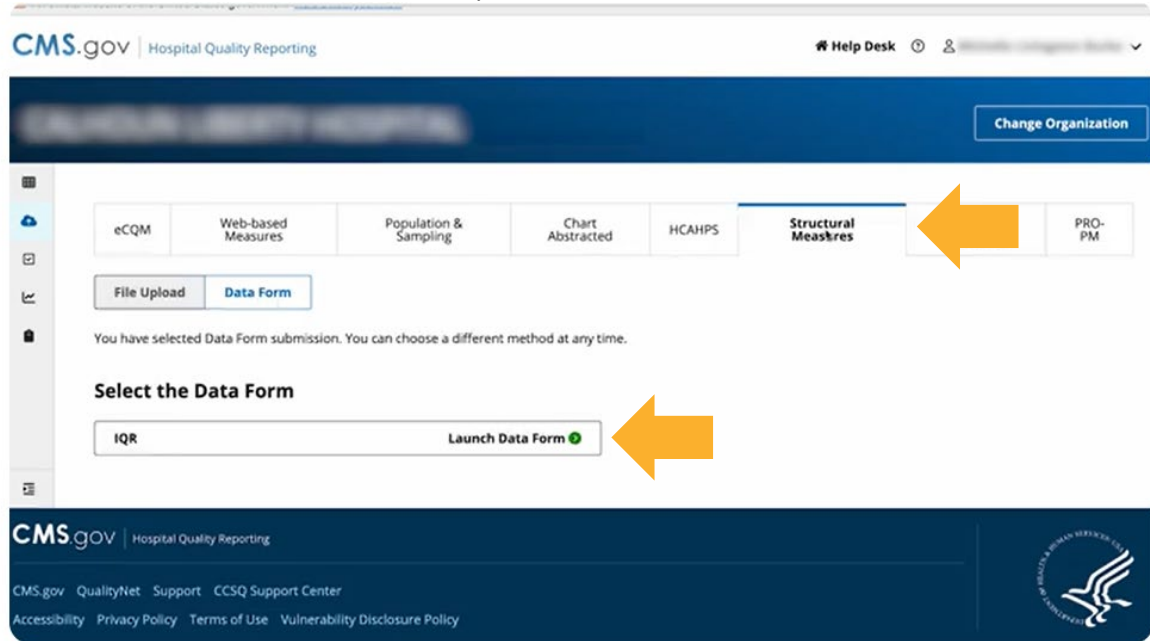 CMS.gov | Hospital Quality Reporting
Help Desk
Change Organization
eCQM
Web-based
Measures
Population &
Sampling
Chart
Abstracted
HCAHPS
Structural
Measures
PRO-
PM
File Upload
Data Form
You have selected Data Form submission. You can choose a different method at any time.
Select the Data Form
IQR
Launch Data Form
CMS.gov | Hospital Quality Reporting
CMS.gov QualityNet Support CCSQ Support Center
Accessibility Privacy Policy Terms of Use Vulnerability Disclosure Policy